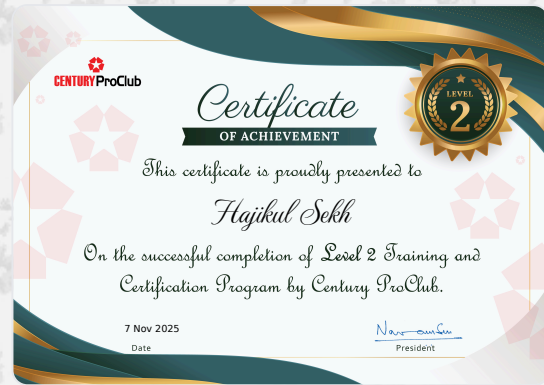 CENTURY ProClub
LEVEL
2
Certificate
OF ACHIEVEMENT
This certificate is proudly presented to
Hajikul Sekh
On the successful completion of Level 2 Training and
Certification Program by Century ProClub.
7 Nov 2025
Date
President